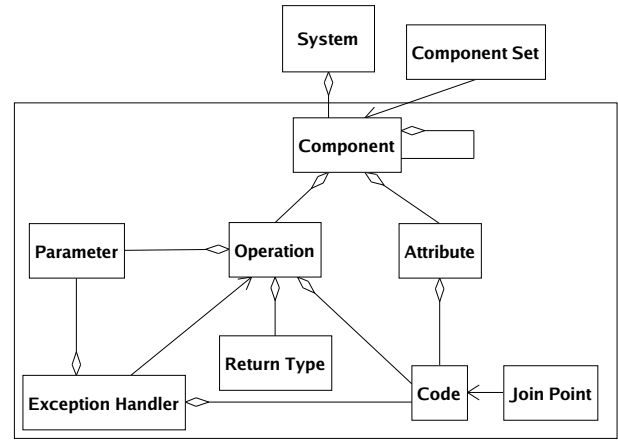 System
Component Set
Component
Parameter
Operation
Attribute
Return Type
Exception Handler
Code
Join Point